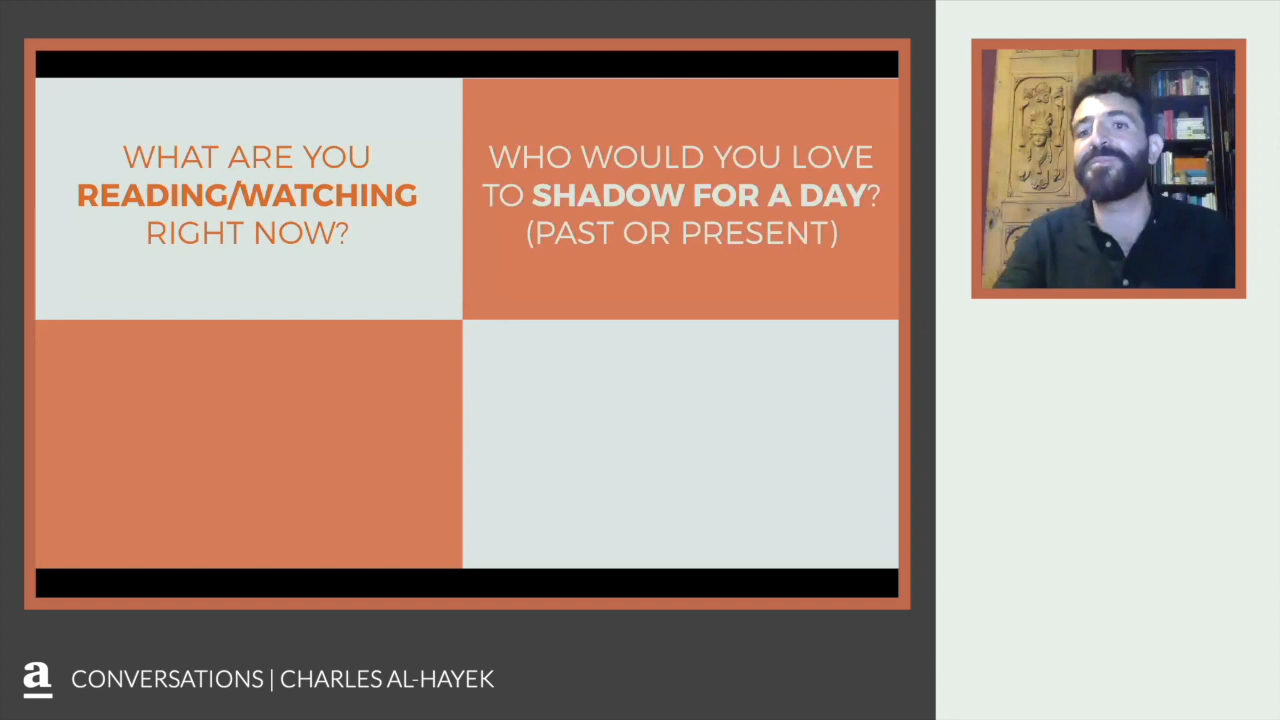 WHAT ARE YOU
READING/WATCHING
RIGHT NOW?
WHO WOULD YOU LOVE
TO SHADOW FOR A DAY?
(PAST OR PRESENT)
a CONVERSATIONS | CHARLES AL-HAYEK